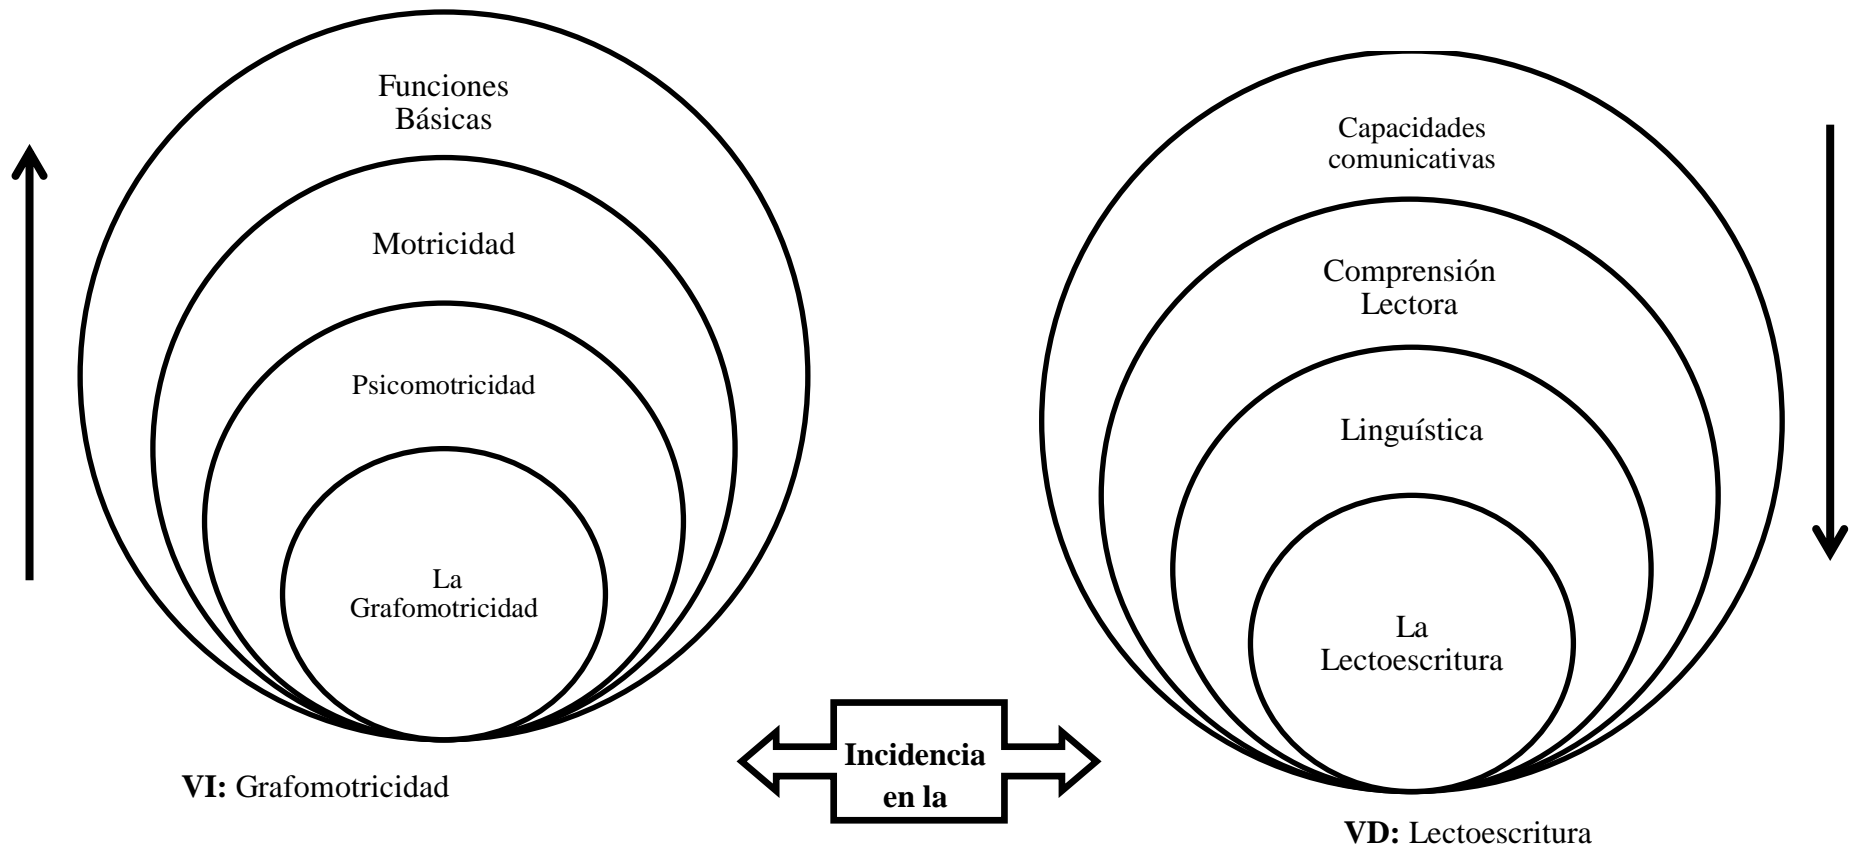 Funciones
Básicas
Motricidad
Psicomotricidad
La
Grafomotricidad
VI: Grafomotricidad
Incidencia
en la
Capacidades
comunicativas
Comprensión
Lectora
Linguística
La
Lectoescritura
VD: Lectoescritura